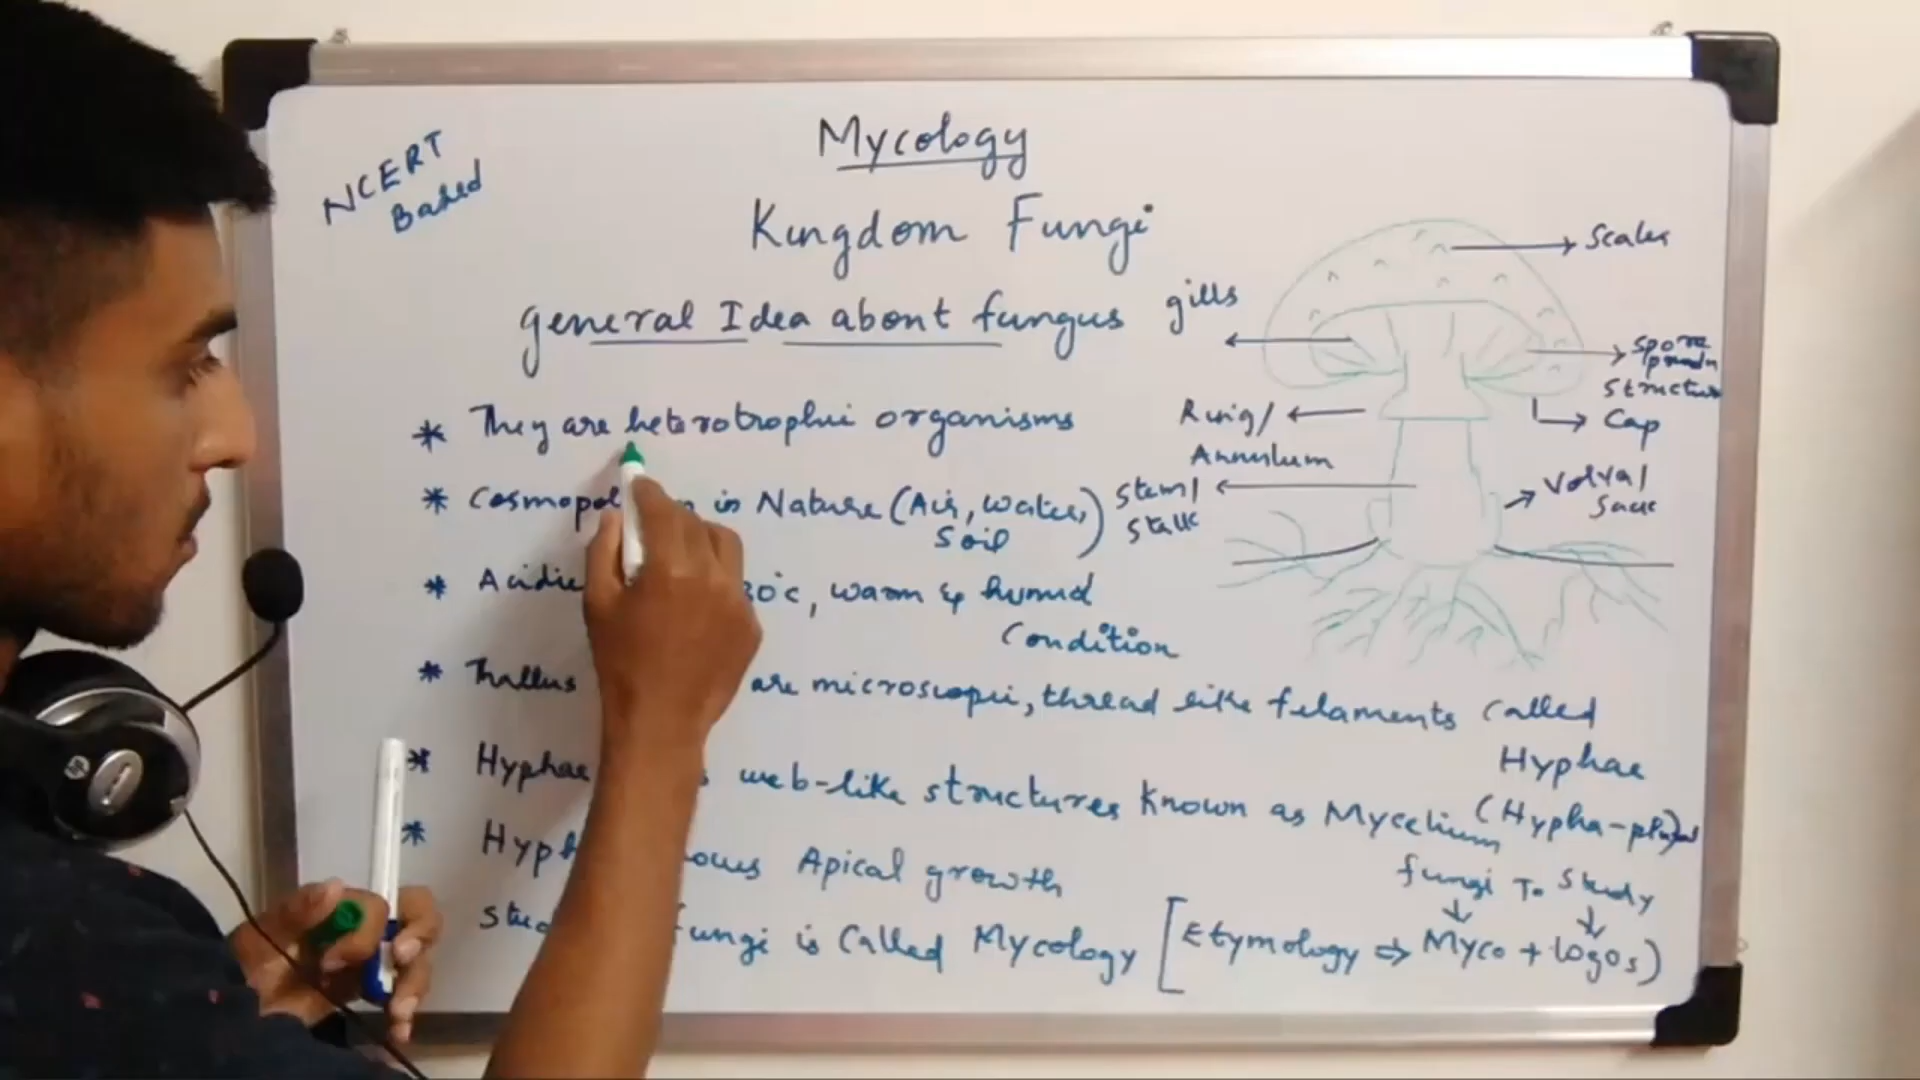 NCERT
Based
Mycology
Kingdom Fungi
general Idea about fungus
* They are heterotrophic organisms
* Cosmopol in Nature (Air, water,
Soil)
* Acidic 30°c, warm & humid
Condition
* Thallus are microscopic, thread like filaments Called
Hyphae
(Hypha-plural)
* Hyphae web-like structures known as Mycelium
* Apical growth
fungi is Called Mycology [Etymology ⇒ Myco + logos)
fungi To Study
↓ ↓
Scales
gills
Spore
Structure
Ring/
Annulum
Cap
Stem/
Stalk
Volva/